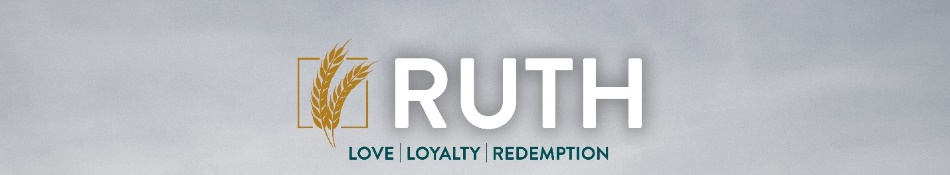 RUTH
LOVE | LOYALTY | REDEMPTION